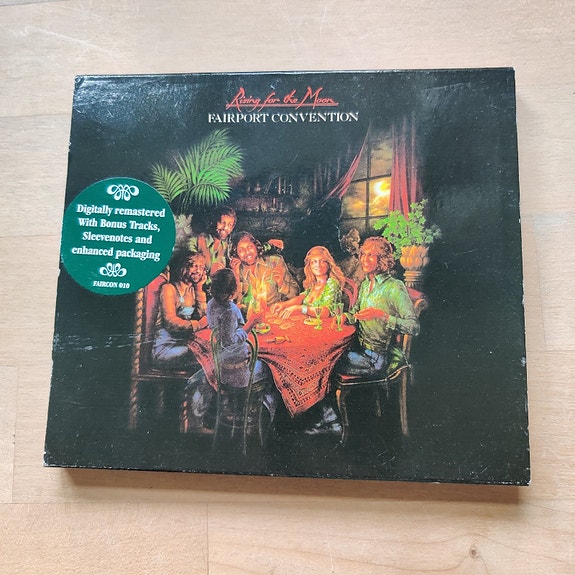 Rising for the Moon
FAIRPORT CONVENTION
Digitally remastered
With Bonus Tracks,
Sleevenotes and
enhanced packaging
FAIRCON 010